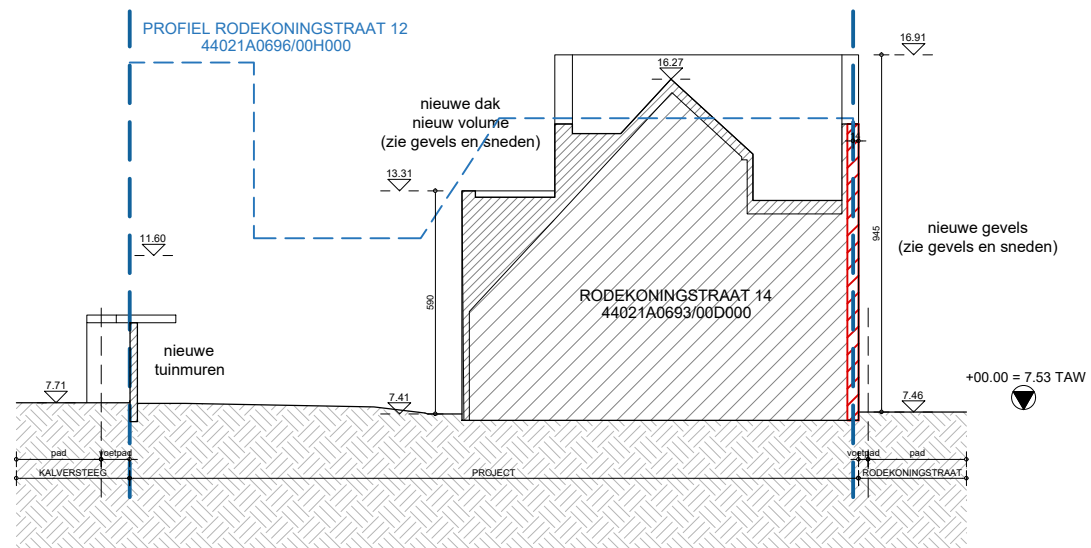 PROFIEL RODEKONINGSTRAAT 12
44021A0696/00H000
16.91
16.27
nieuwe dak
nieuw volume
(zie gevels en sneden)
13.31
11.60
945
nieuwe gevels
(zie gevels en sneden)
590
RODEKONINGSTRAAT 14
44021A0693/00D000
nieuwe
tuinmuren
+00.00 = 7.53 TAW
7.71
7.41
7.46
pad
voetpad
voetpad
pad
KALVERSTEEG
PROJECT
RODEKONINGSTRAAT